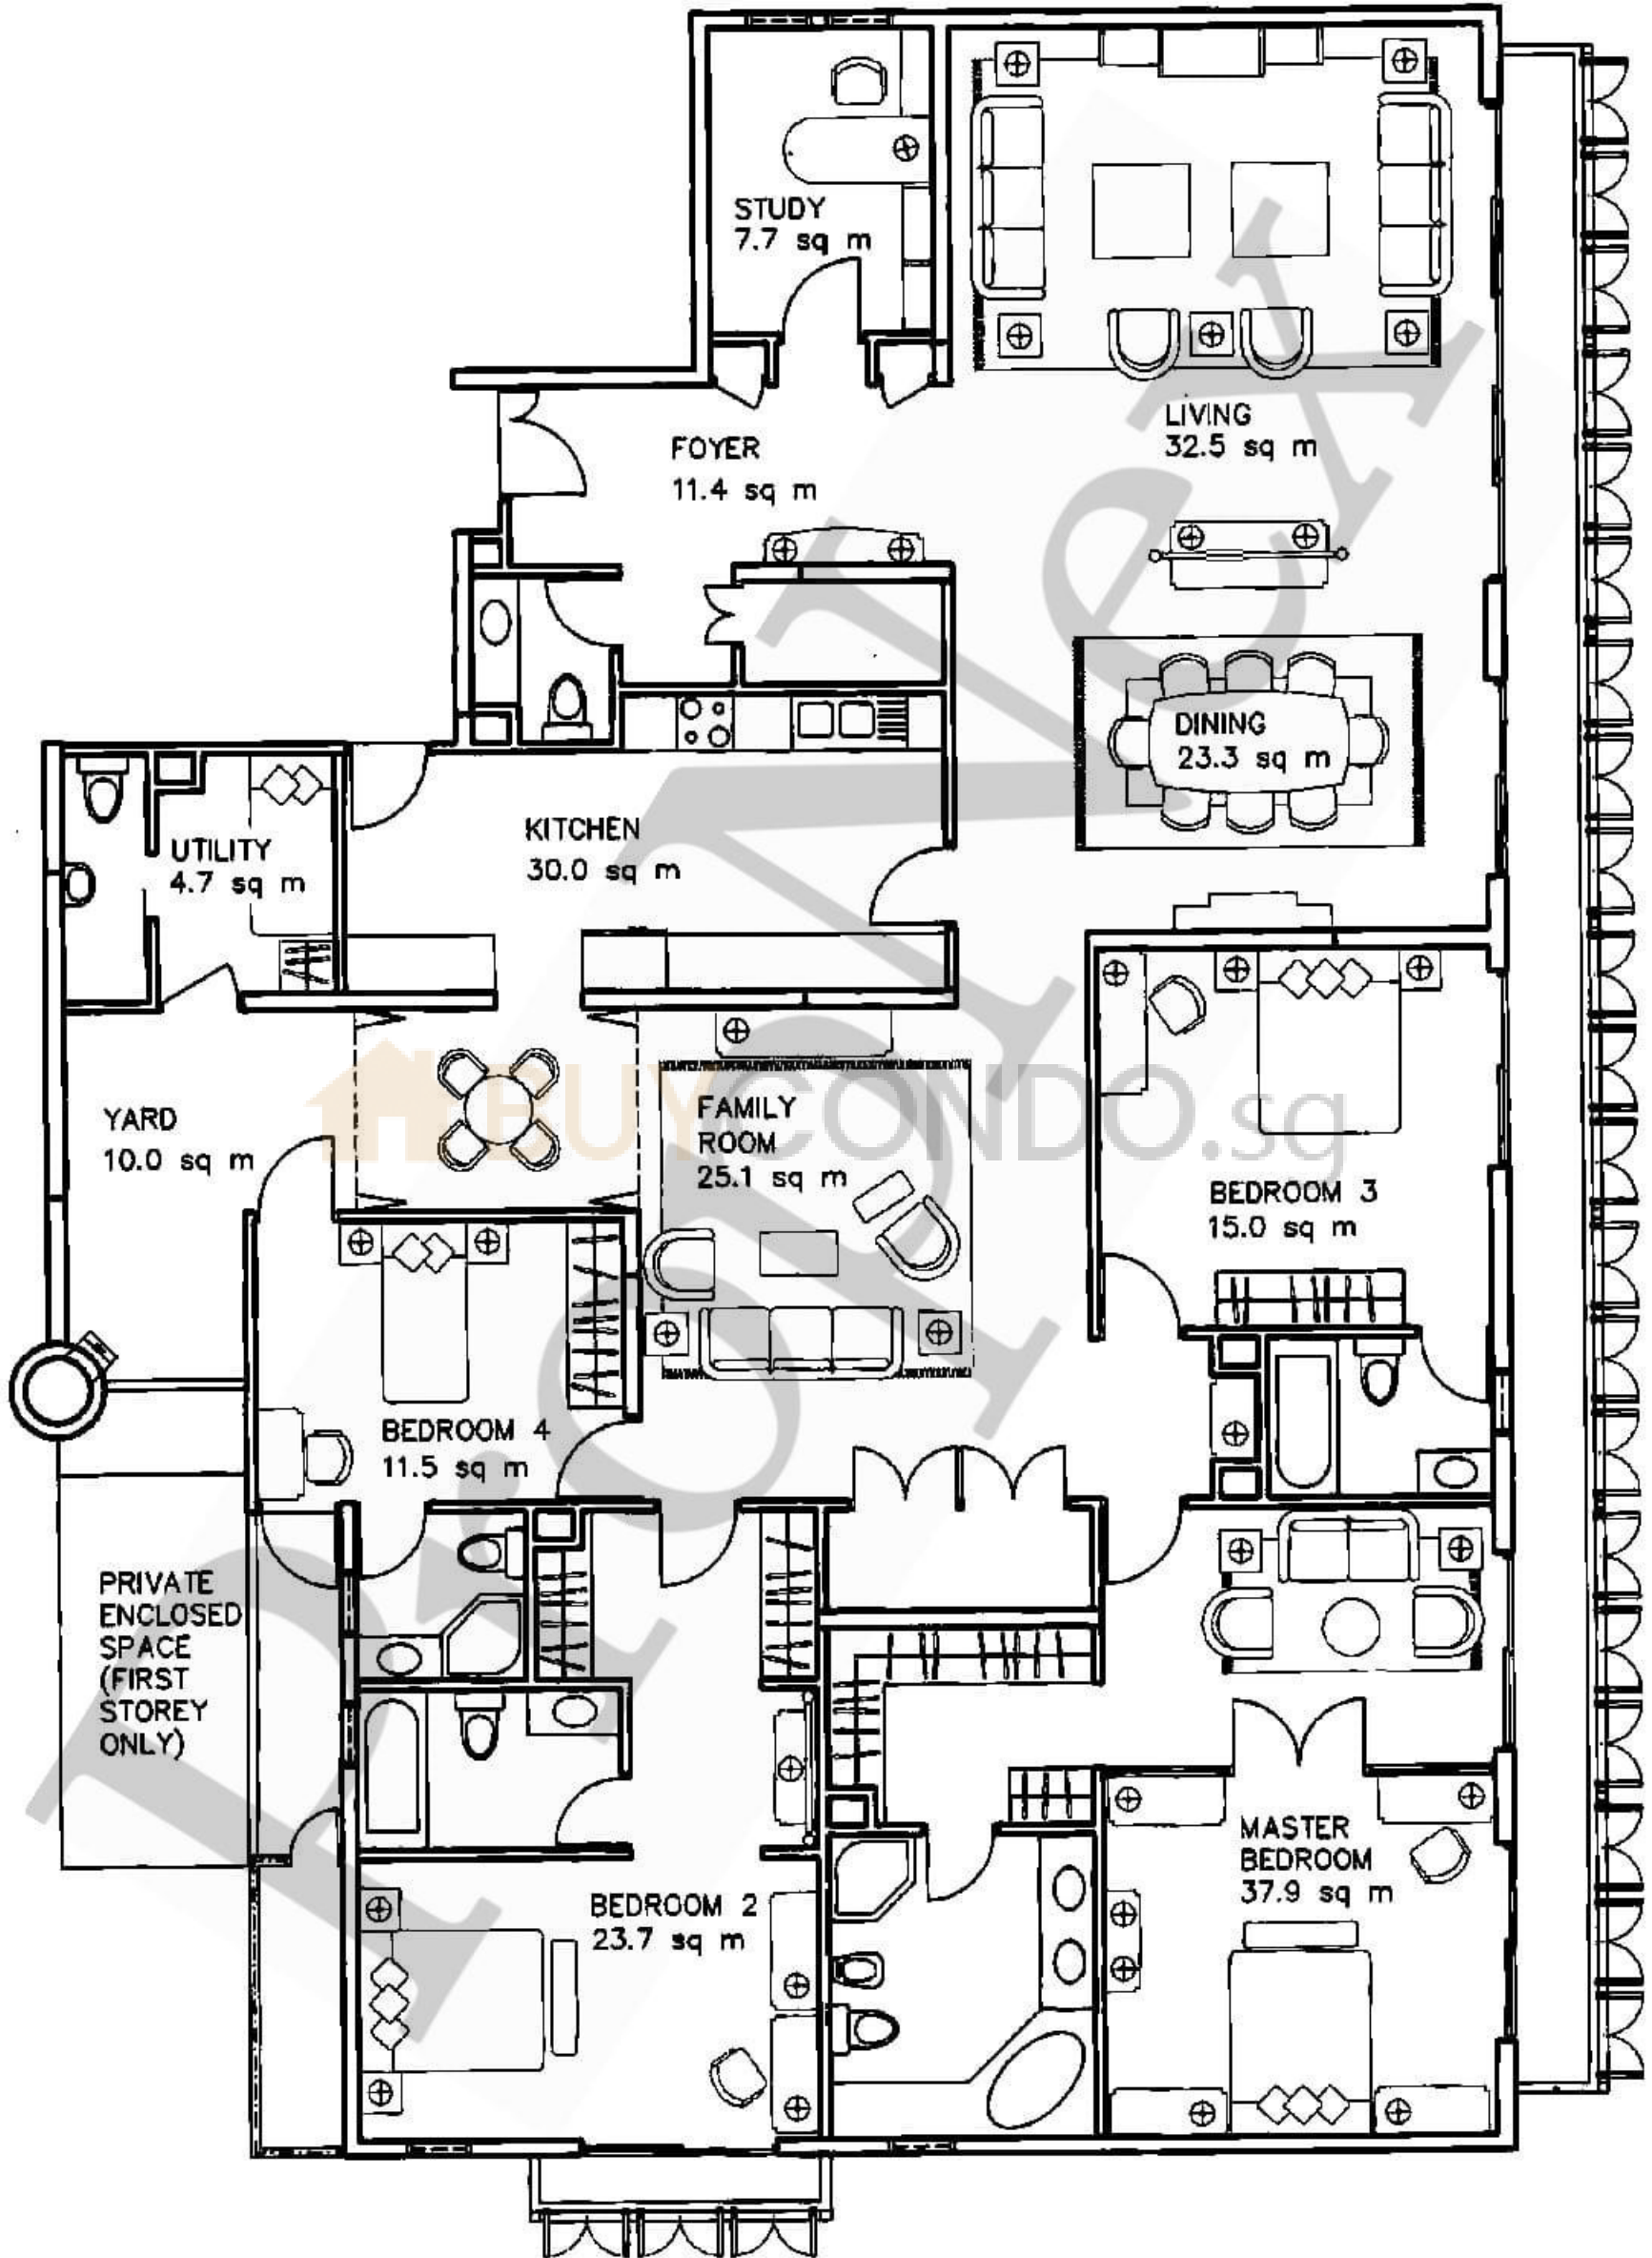 STUDY
7.7 sq m
LIVING
32.5 sq m
FOYER
11.4 sq m
DINING
23.3 sq m
KITCHEN
30.0 sq m
UTILITY
4.7 sq m
YARD
10.0 sq m
FAMILY
ROOM
25.1 sq m
BUYCONDO.sg
BEDROOM 3
15.0 sq m
BEDROOM 4
11.5 sq m
PRIVATE
ENCLOSED
SPACE
(FIRST
STOREY
ONLY)
MASTER
BEDROOM
37.9 sq m
BEDROOM 2
23.7 sq m
PropNex